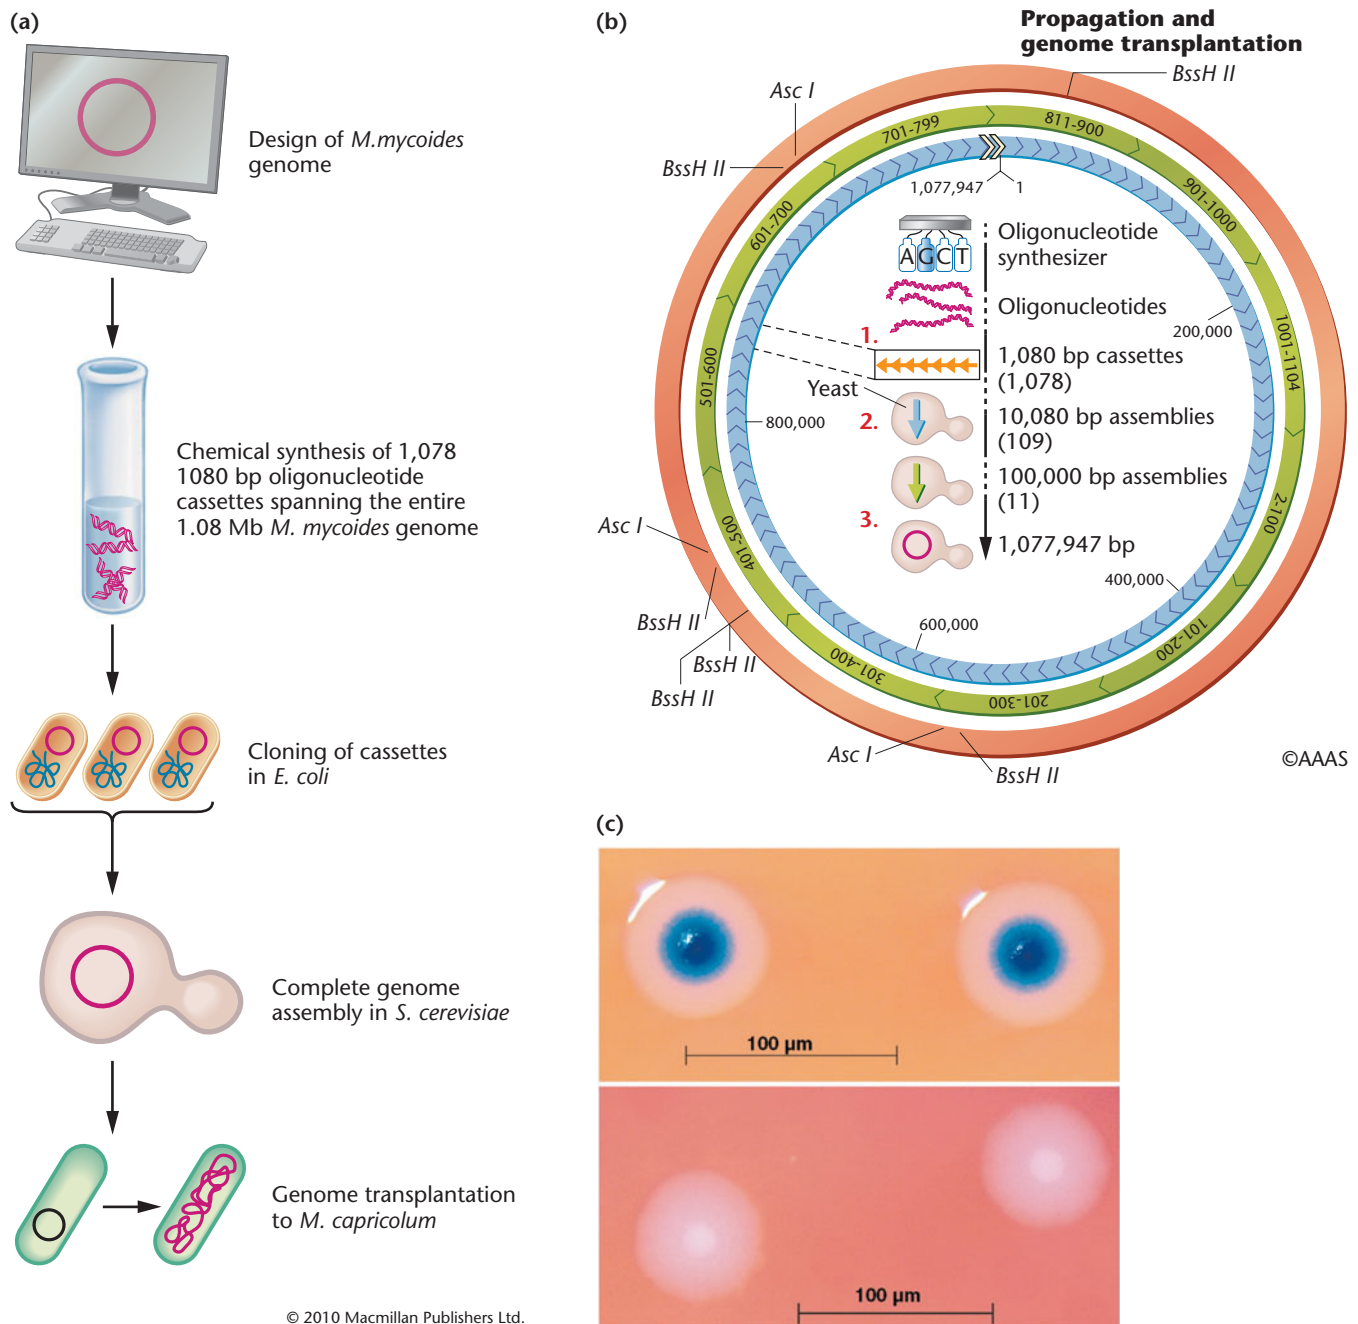 (a)
Design of M.mycoides
genome
Chemical synthesis of 1,078
1080 bp oligonucleotide
cassettes spanning the entire
1.08 Mb M. mycoides genome
Cloning of cassettes
in E. coli
Complete genome
assembly in S. cerevisiae
Genome transplantation
to M. capricolum
© 2010 Macmillan Publishers Ltd.
(b)
Propagation and
genome transplantation
BssH II
Asc I
BssH II
701-799
811-900
601-700
901-1000
501-600
1001-1104
401-500
2-100
301-400
101-200
201-300
1,077,947
1
200,000
400,000
600,000
800,000
A G C T
Oligonucleotide
synthesizer
Oligonucleotides
1.
1,080 bp cassettes
(1,078)
Yeast
2.
10,080 bp assemblies
(109)
100,000 bp assemblies
(11)
3.
1,077,947 bp
Asc I
BssH II
BssH II
BssH II
Asc I
BssH II
©AAAS
(c)
100 µm
100 µm